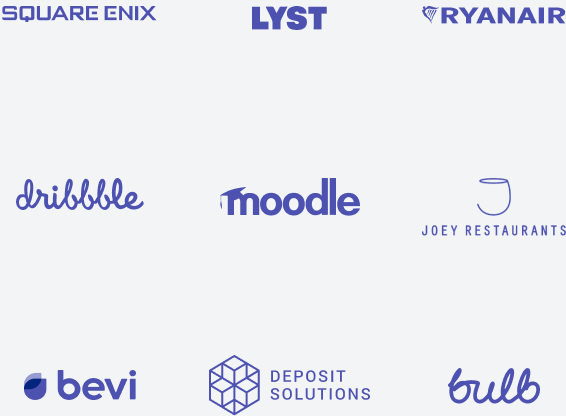 SQUARE ENIX
LYST
RYANAIR
dribbble
moodle
JOEY RESTAURANTS
bevi
DEPOSIT
SOLUTIONS
bulb